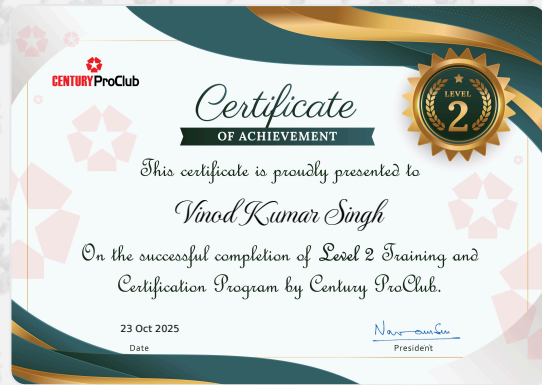 CENTURY ProClub
Certificate
OF ACHIEVEMENT
LEVEL
2
This certificate is proudly presented to
Vinod Kumar Singh
On the successful completion of Level 2 Training and
Certification Program by Century ProClub.
23 Oct 2025
Date
President